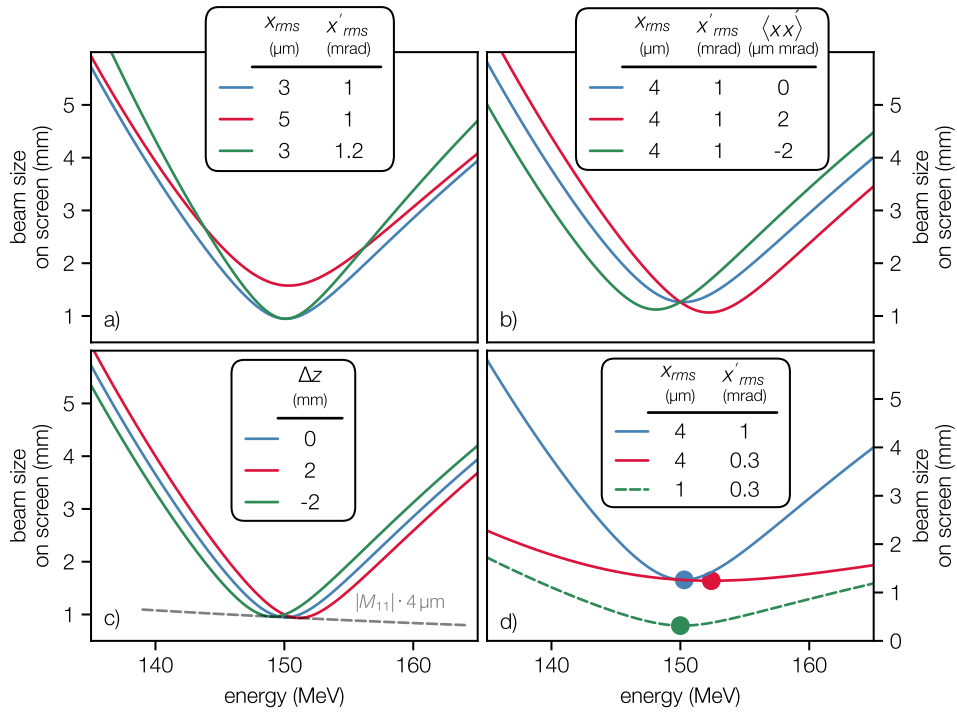 x_rms x′_rms
(μm) (mrad)
3 1
5 1
3 1.2
x_rms x′_rms ⟨xx′⟩
(μm) (mrad) (μm mrad)
4 1 0
4 1 2
4 1 -2
beam size
on screen (mm)
5
4
3
2
1
a)
b)
5
4
3
2
1
0
beam size
on screen (mm)
Δz
(mm)
0
2
-2
x_rms x′_rms
(μm) (mrad)
4 1
4 0.3
1 0.3
beam size
on screen (mm)
5
4
3
2
1
|M₁₁| · 4 μm
c)
d)
5
4
3
2
1
0
beam size
on screen (mm)
140 150 160
140 150 160
energy (MeV)
energy (MeV)